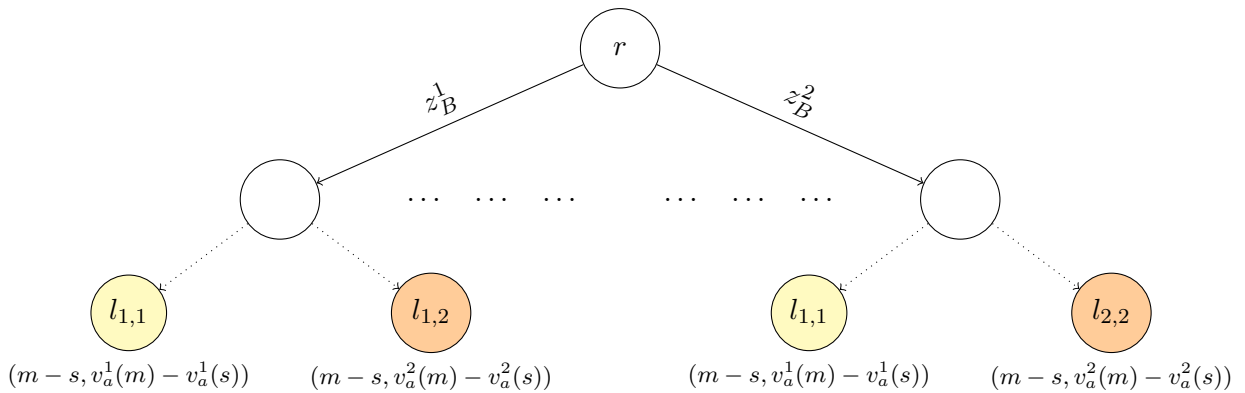 r
z_B^1
z_B^2
... ... ... ... ... ...
l_{1,1} l_{1,2} l_{1,1} l_{2,2}
(m − s, v_a^1(m) − v_a^1(s)) (m − s, v_a^2(m) − v_a^2(s)) (m − s, v_a^1(m) − v_a^1(s)) (m − s, v_a^2(m) − v_a^2(s))